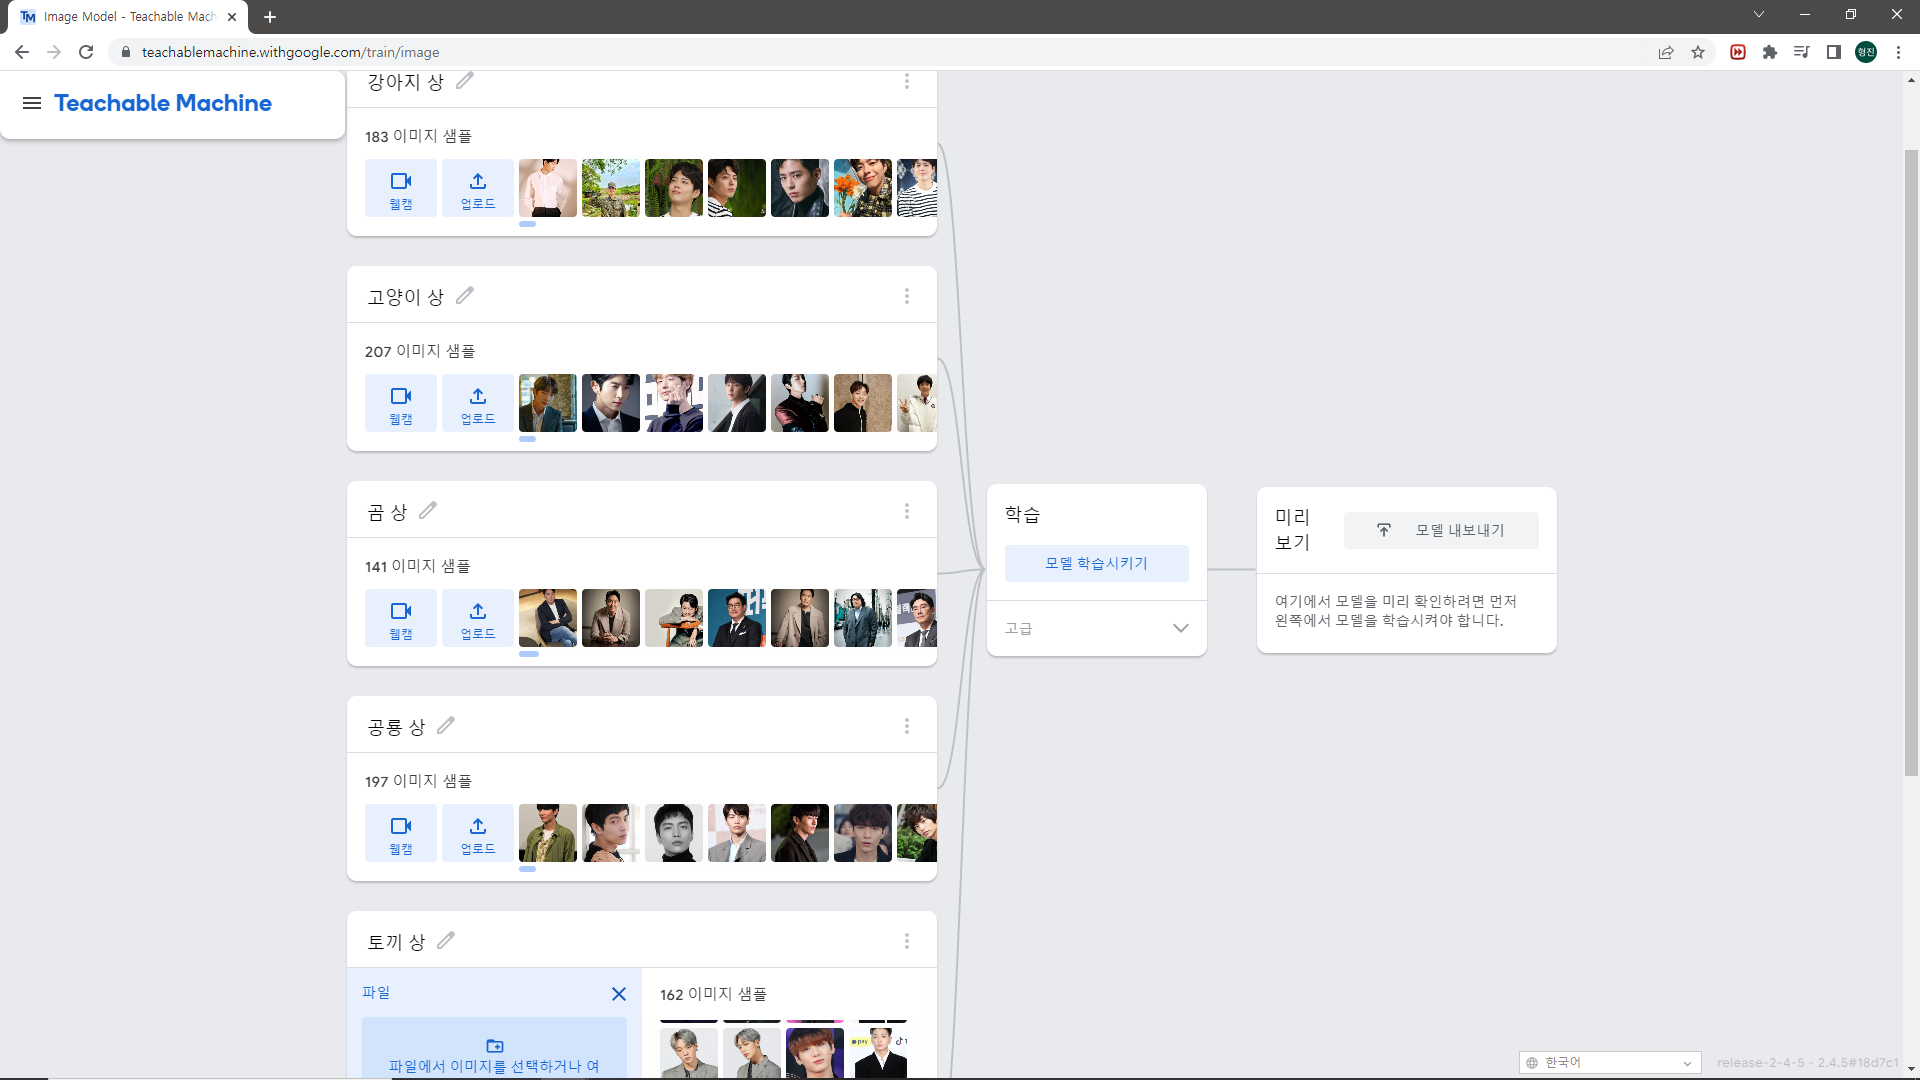 Image Model - Teachable Mach
teachablemachine.withgoogle.com/train/image
형진
Teachable Machine
강아지 상
183 이미지 샘플
웹캠
업로드
고양이 상
207 이미지 샘플
웹캠
업로드
곰 상
141 이미지 샘플
웹캠
업로드
공룡 상
197 이미지 샘플
웹캠
업로드
토끼 상
파일
파일에서 이미지를 선택하거나 여
162 이미지 샘플
학습
모델 학습시키기
고급
미리
보기
모델 내보내기
여기에서 모델을 미리 확인하려면 먼저
왼쪽에서 모델을 학습시켜야 합니다.
한국어
release-2-4-5 - 2.4.5#18d7c1